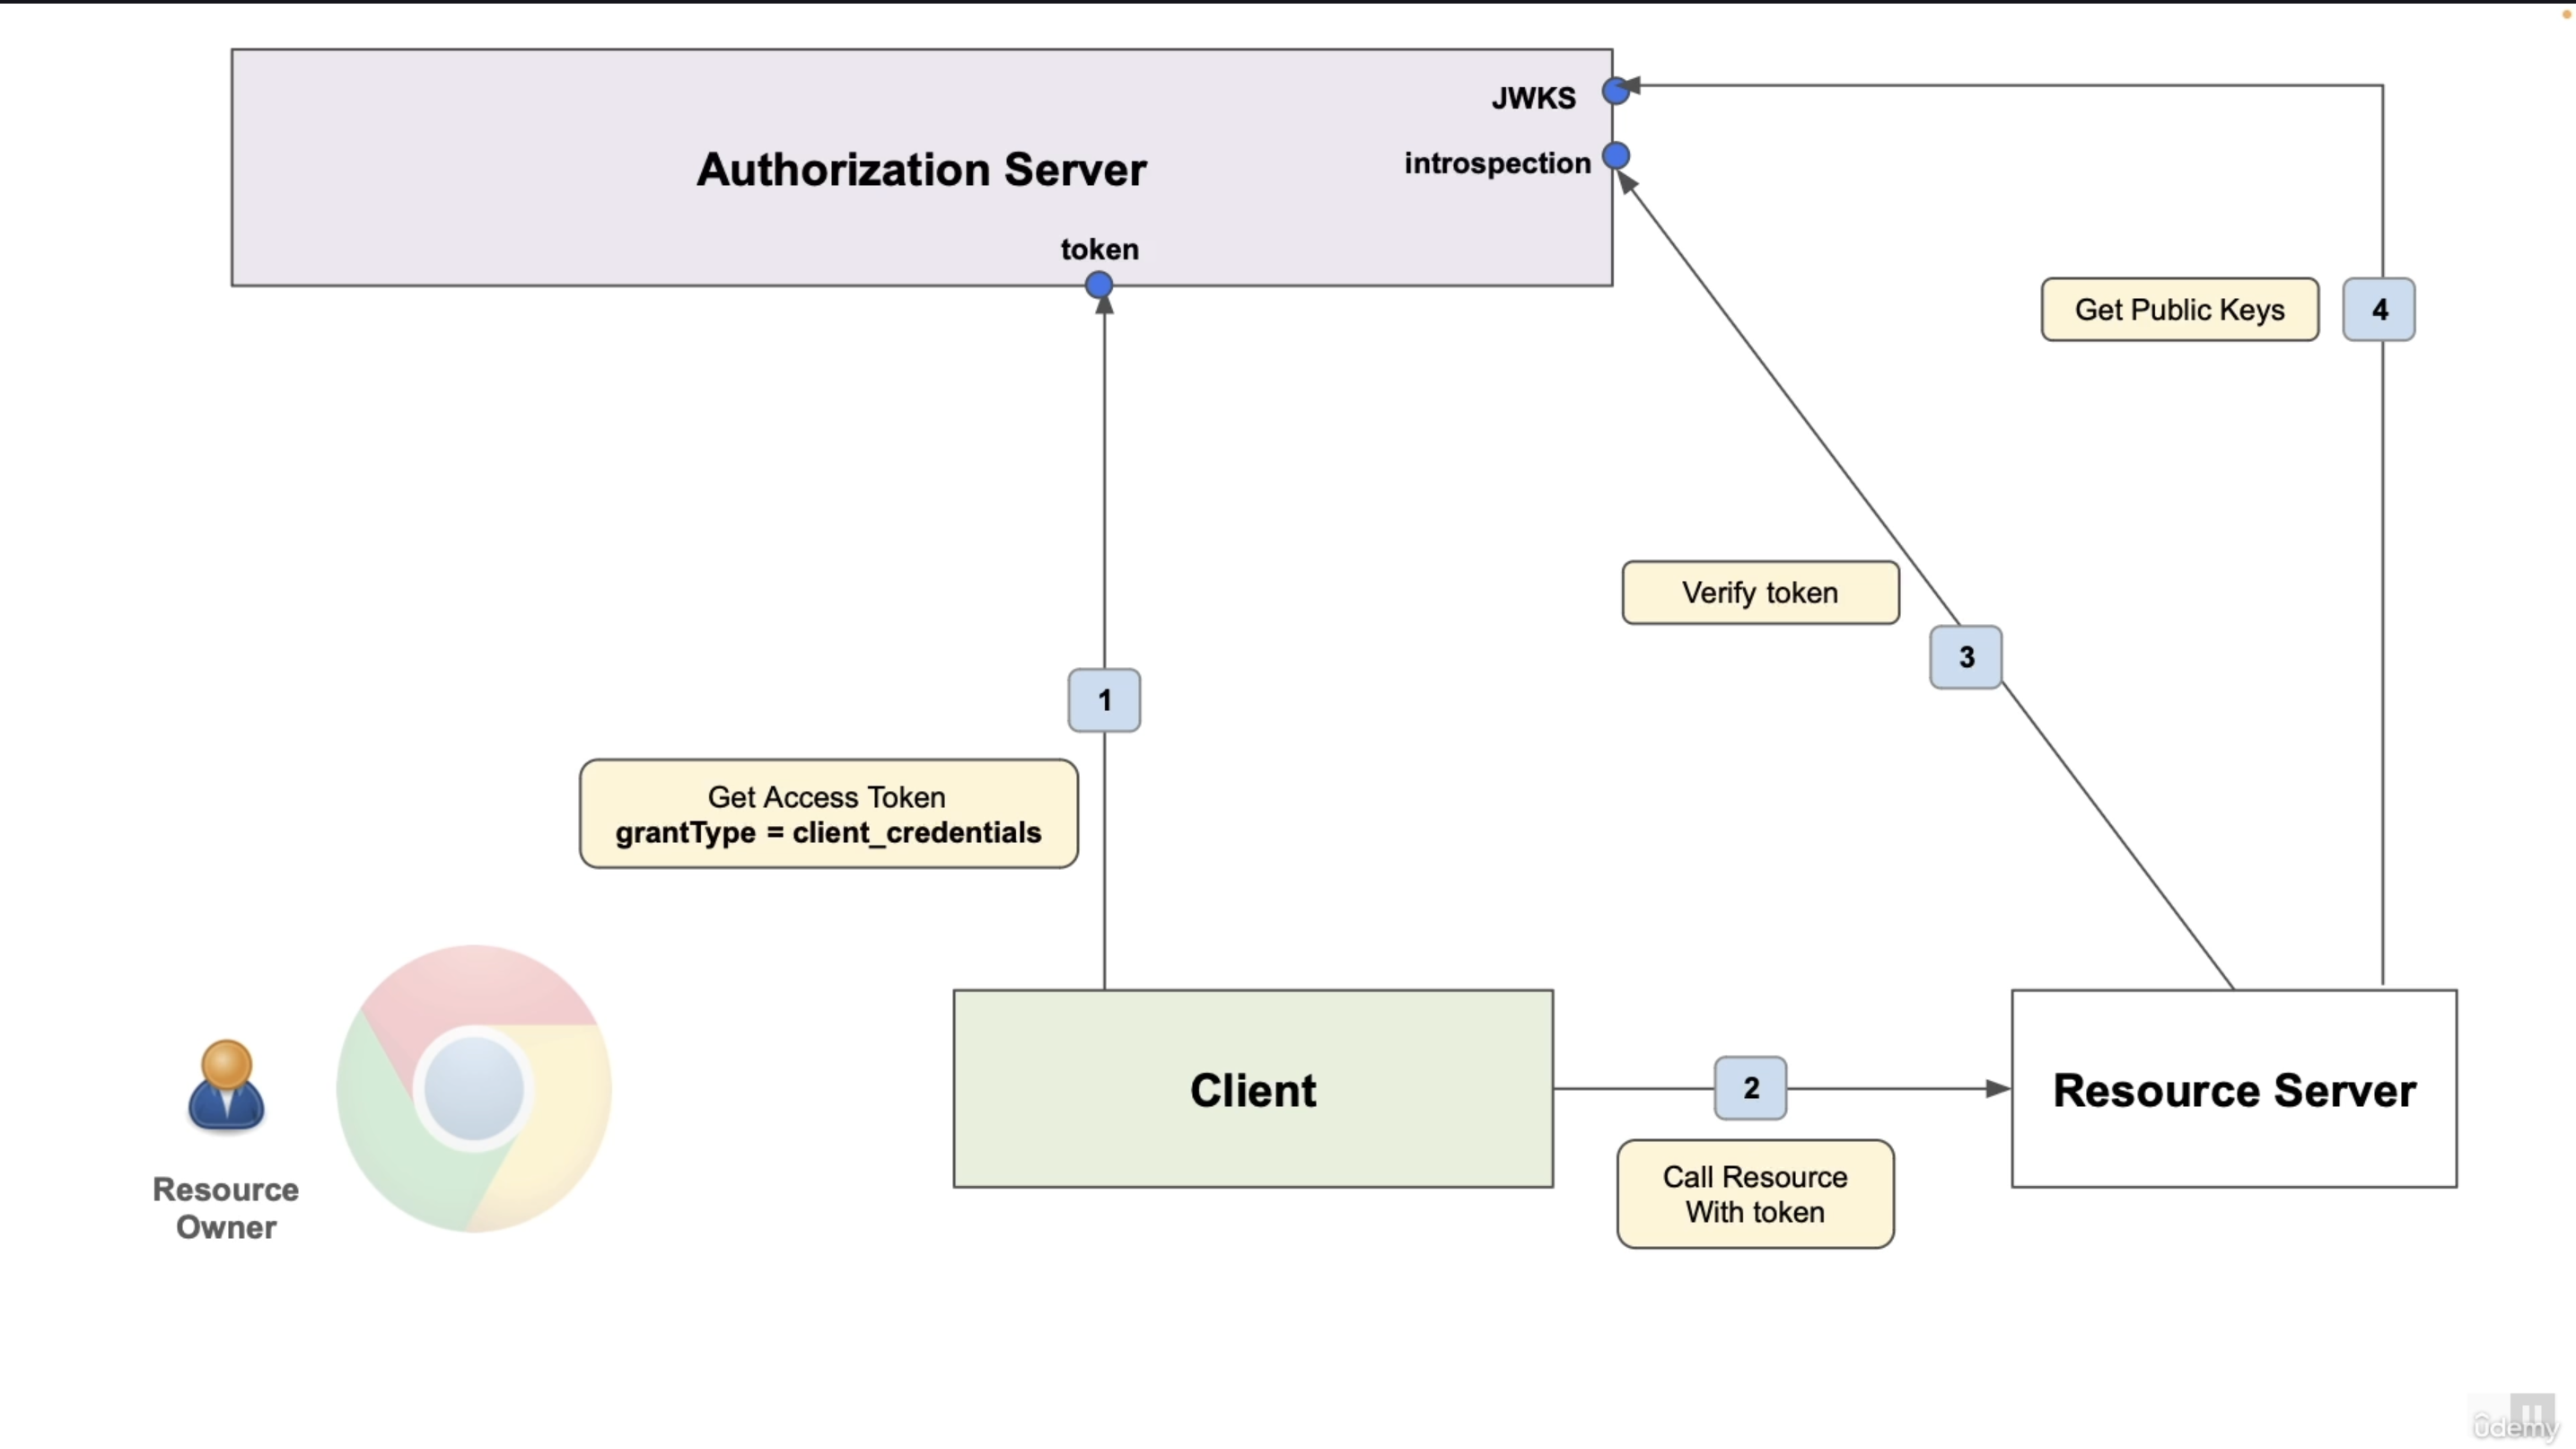 JWKS
Authorization Server
introspection
token
Get Public Keys
4
Verify token
3
1
Get Access Token
grantType = client_credentials
Client
2
Resource Server
Call Resource
With token
Resource
Owner
ûdemy